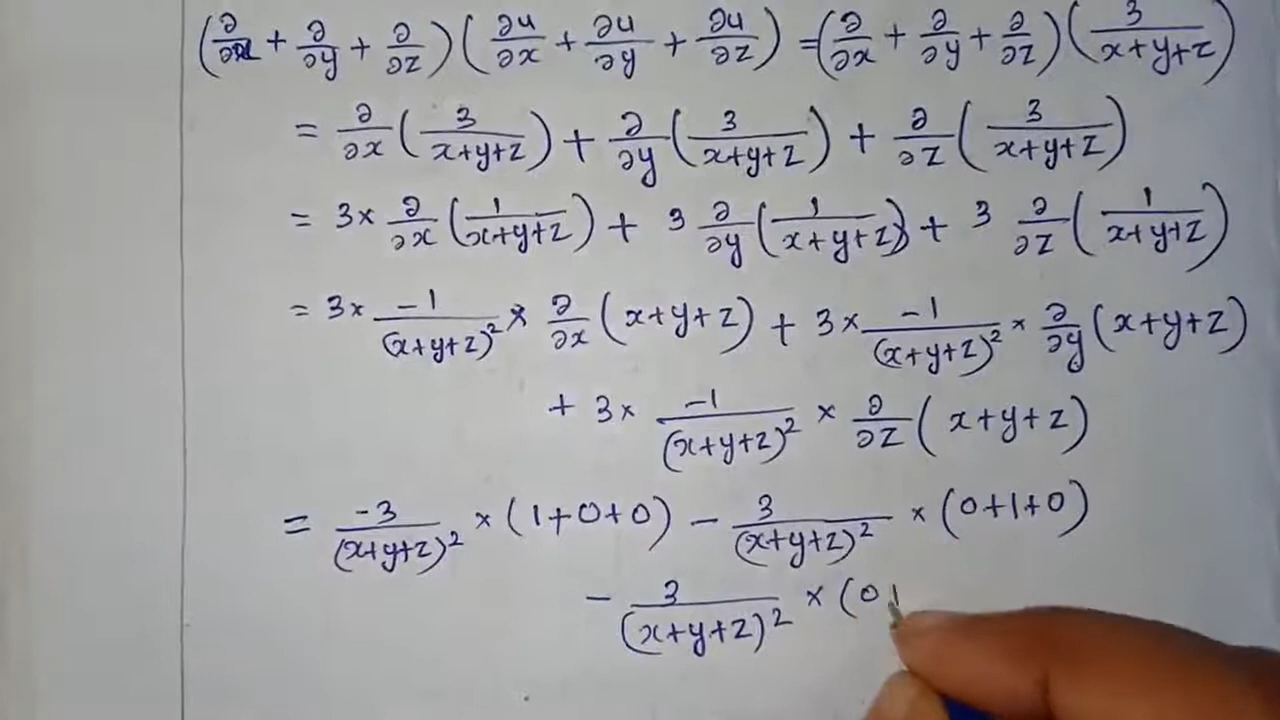 (∂/∂x + ∂/∂y + ∂/∂z)(∂u/∂x + ∂u/∂y + ∂u/∂z) = (∂/∂x + ∂/∂y + ∂/∂z)(3/(x+y+z))
= ∂/∂x(3/(x+y+z)) + ∂/∂y(3/(x+y+z)) + ∂/∂z(3/(x+y+z))
= 3× ∂/∂x(1/(x+y+z)) + 3 ∂/∂y(1/(x+y+z)) + 3 ∂/∂z(1/(x+y+z))
= 3× -1/(x+y+z)² × ∂/∂x(x+y+z) + 3× -1/(x+y+z)² × ∂/∂y(x+y+z)
+ 3× -1/(x+y+z)² × ∂/∂z(x+y+z)
= -3/(x+y+z)² × (1+0+0) - 3/(x+y+z)² × (0+1+0)
- 3/(x+y+z)² × (0